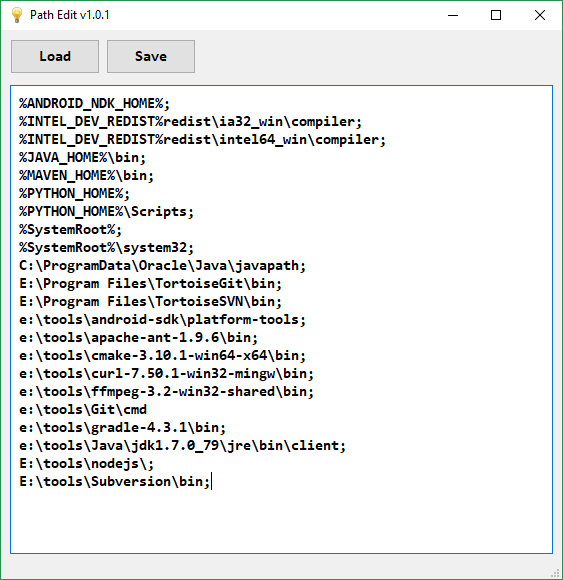 Path Edit v1.0.1
Load Save
%ANDROID_NDK_HOME%;
%INTEL_DEV_REDIST%redist\ia32_win\compiler;
%INTEL_DEV_REDIST%redist\intel64_win\compiler;
%JAVA_HOME%\bin;
%MAVEN_HOME%\bin;
%PYTHON_HOME%;
%PYTHON_HOME%\Scripts;
%SystemRoot%;
%SystemRoot%\system32;
C:\ProgramData\Oracle\Java\javapath;
E:\Program Files\TortoiseGit\bin;
E:\Program Files\TortoiseSVN\bin;
e:\tools\android-sdk\platform-tools;
e:\tools\apache-ant-1.9.6\bin;
e:\tools\cmake-3.10.1-win64-x64\bin;
e:\tools\curl-7.50.1-win32-mingw\bin;
e:\tools\ffmpeg-3.2-win32-shared\bin;
e:\tools\Git\cmd
e:\tools\gradle-4.3.1\bin;
e:\tools\Java\jdk1.7.0_79\jre\bin\client;
E:\tools\nodejs\;
E:\tools\Subversion\bin;